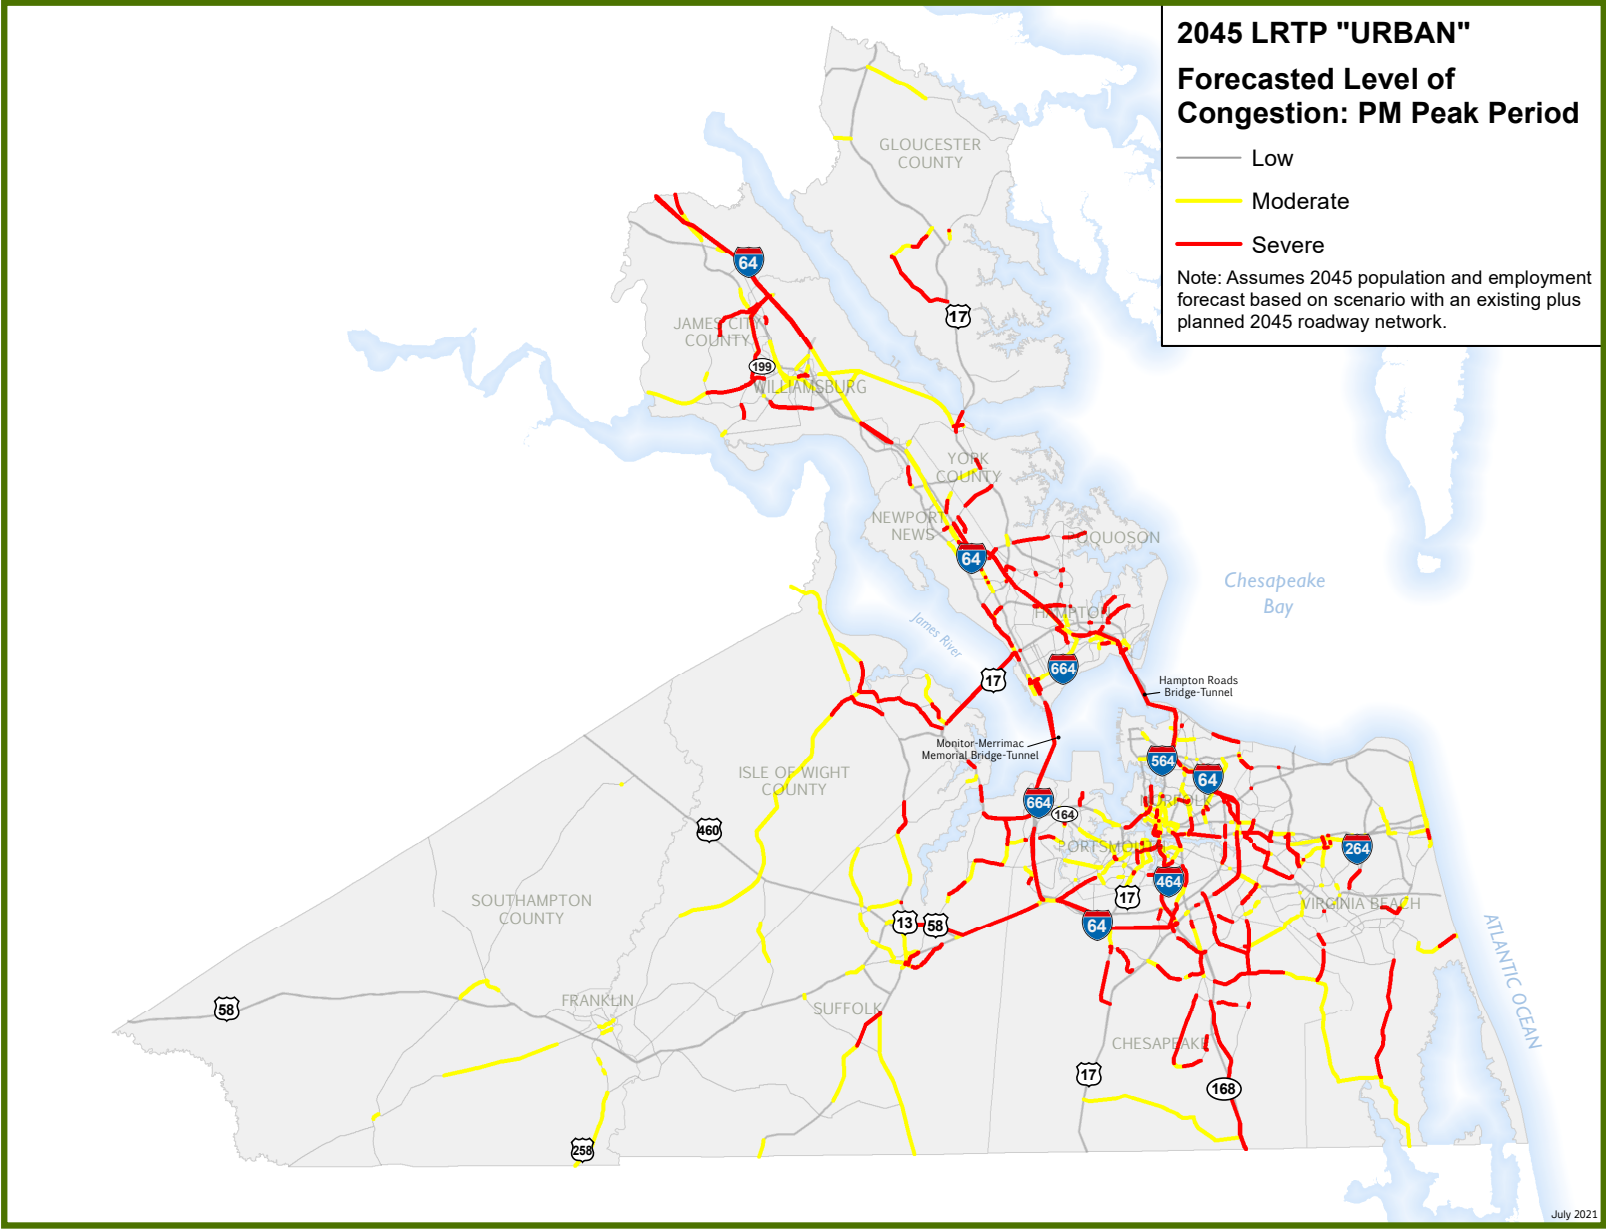 2045 LRTP "URBAN"
Forecasted Level of
Congestion: PM Peak Period
Low
Moderate
Severe
Note: Assumes 2045 population and employment
forecast based on scenario with an existing plus
planned 2045 roadway network.
GLOUCESTER
COUNTY
64
17
JAMES CITY
COUNTY
199
WILLIAMSBURG
YORK
COUNTY
NEWPORT
NEWS
POQUOSON
64
Chesapeake
Bay
HAMPTON
James River
664
17
Hampton Roads
Bridge-Tunnel
Monitor-Merrimac
Memorial Bridge-Tunnel
564
64
ISLE OF WIGHT
COUNTY
664
164
NORFOLK
460
PORTSMOUTH
264
464
17
SOUTHAMPTON
COUNTY
VIRGINIA BEACH
13
58
64
ATLANTIC OCEAN
58
FRANKLIN
SUFFOLK
CHESAPEAKE
17
168
258
July 2021